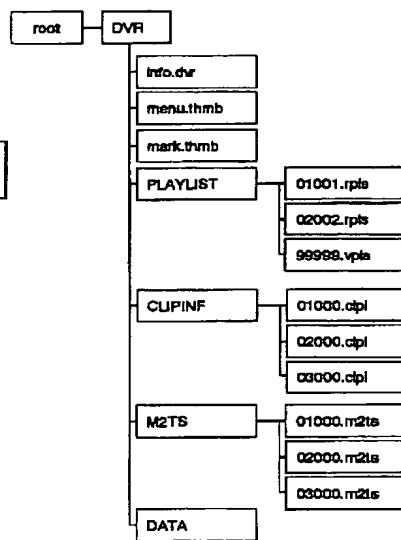 root DVR
info.dvr
menu.thmb
mark.thmb
PLAYLIST 01001.rpls
02002.rpls
99999.vpls
CLIPINF 01000.clpi
02000.clpi
03000.clpi
M2TS 01000.m2ts
02000.m2ts
03000.m2ts
DATA